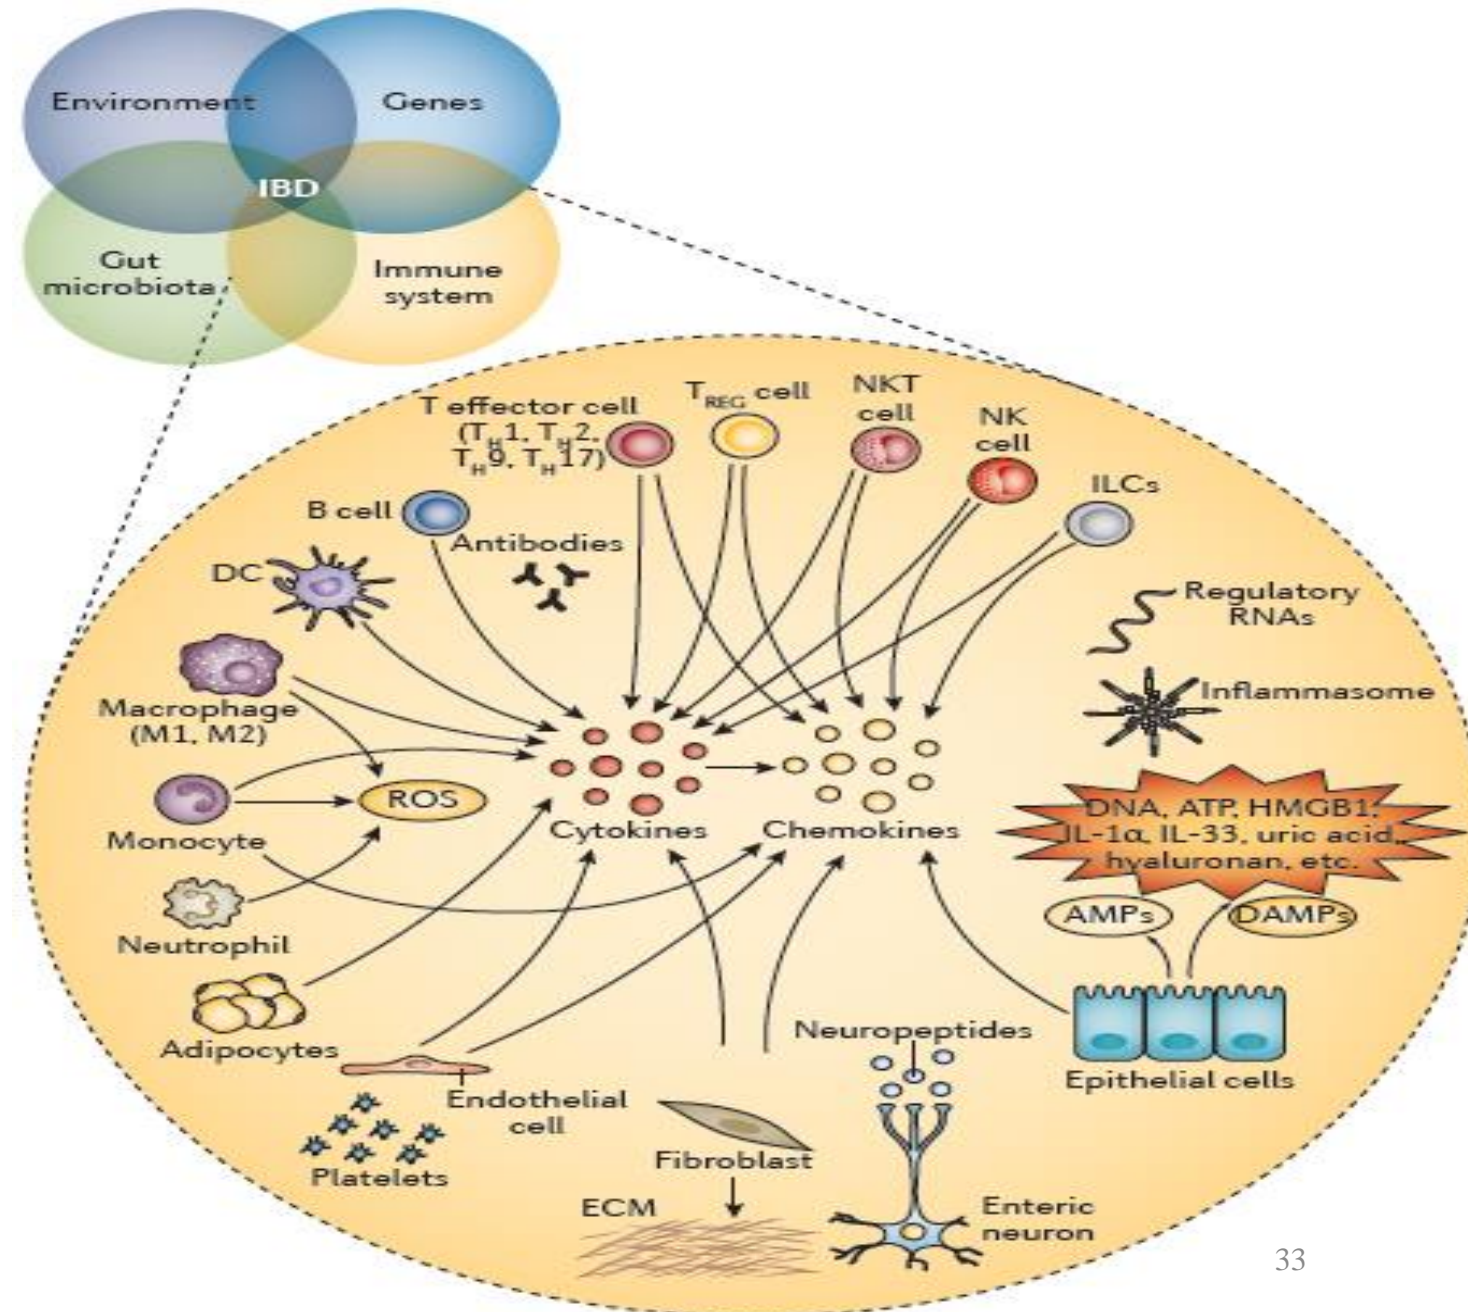 Environment
Genes
IBD
Gut
microbiota
Immune
system
T effector cell
(TH1, TH2,
TH9, TH17)
TREG cell
NKT
cell
NK
cell
ILCs
B cell
Antibodies
DC
Regulatory
RNAs
Macrophage
(M1, M2)
Inflammasome
ROS
Monocyte
Cytokines
Chemokines
DNA, ATP, HMGB1,
IL-1α, IL-33, uric acid,
hyaluronan, etc.
AMPs
DAMPs
Neutrophil
Adipocytes
Neuropeptides
Epithelial cells
Endothelial
cell
Platelets
Fibroblast
ECM
Enteric
neuron
33